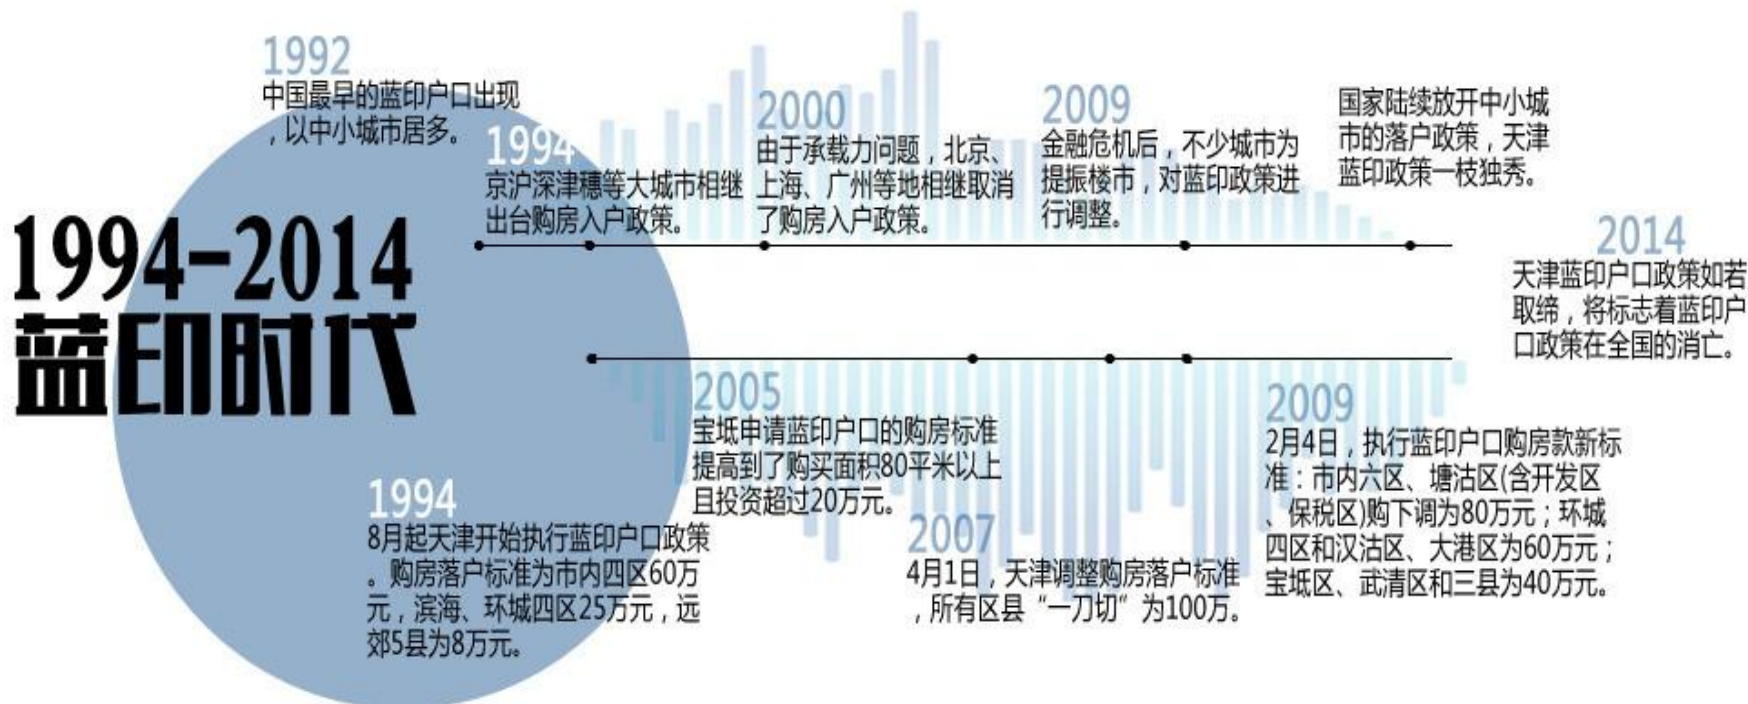 1994-2014
蓝印时代
1992
中国最早的蓝印户口出现
，以中小城市居多。
1994
京沪深津穗等大城市相继
出台购房入户政策。
2000
由于承载力问题，北京、
上海、广州等地相继取消
了购房入户政策。
2009
金融危机后，不少城市为
提振楼市，对蓝印政策进
行调整。
国家陆续放开中小城
市的落户政策，天津
蓝印政策一枝独秀。
2014
天津蓝印户口政策如若
取缔，将标志着蓝印户
口政策在全国的消亡。
1994
8月起天津开始执行蓝印户口政策
。购房落户标准为市内四区60万
元，滨海、环城四区25万元，远
郊5县为8万元。
2005
宝坻申请蓝印户口的购房标准
提高到了购买面积80平米以上
且投资超过20万元。
2007
4月1日，天津调整购房落户标准
，所有区县“一刀切”为100万。
2009
2月4日，执行蓝印户口购房款新标
准：市内六区、塘沽区(含开发区
、保税区)购下调为80万元；环城
四区和汉沽区、大港区为60万元；
宝坻区、武清区和三县为40万元。